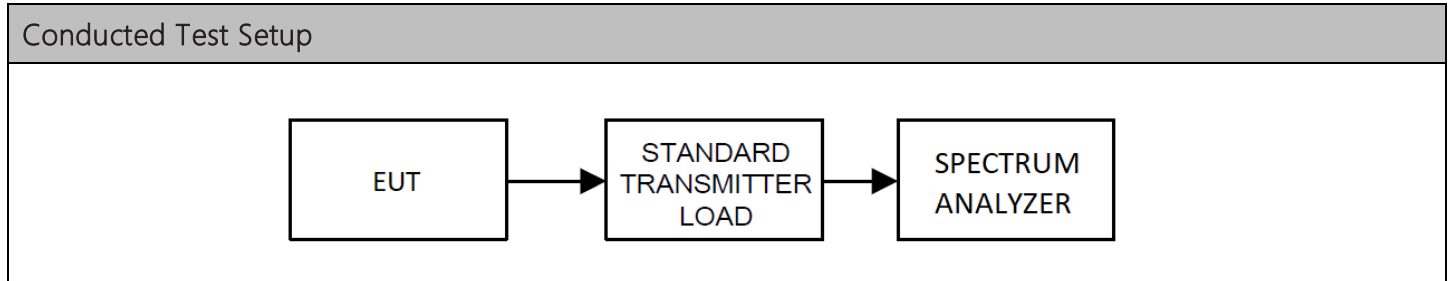 Conducted Test Setup
EUT
STANDARD
TRANSMITTER
LOAD
SPECTRUM
ANALYZER